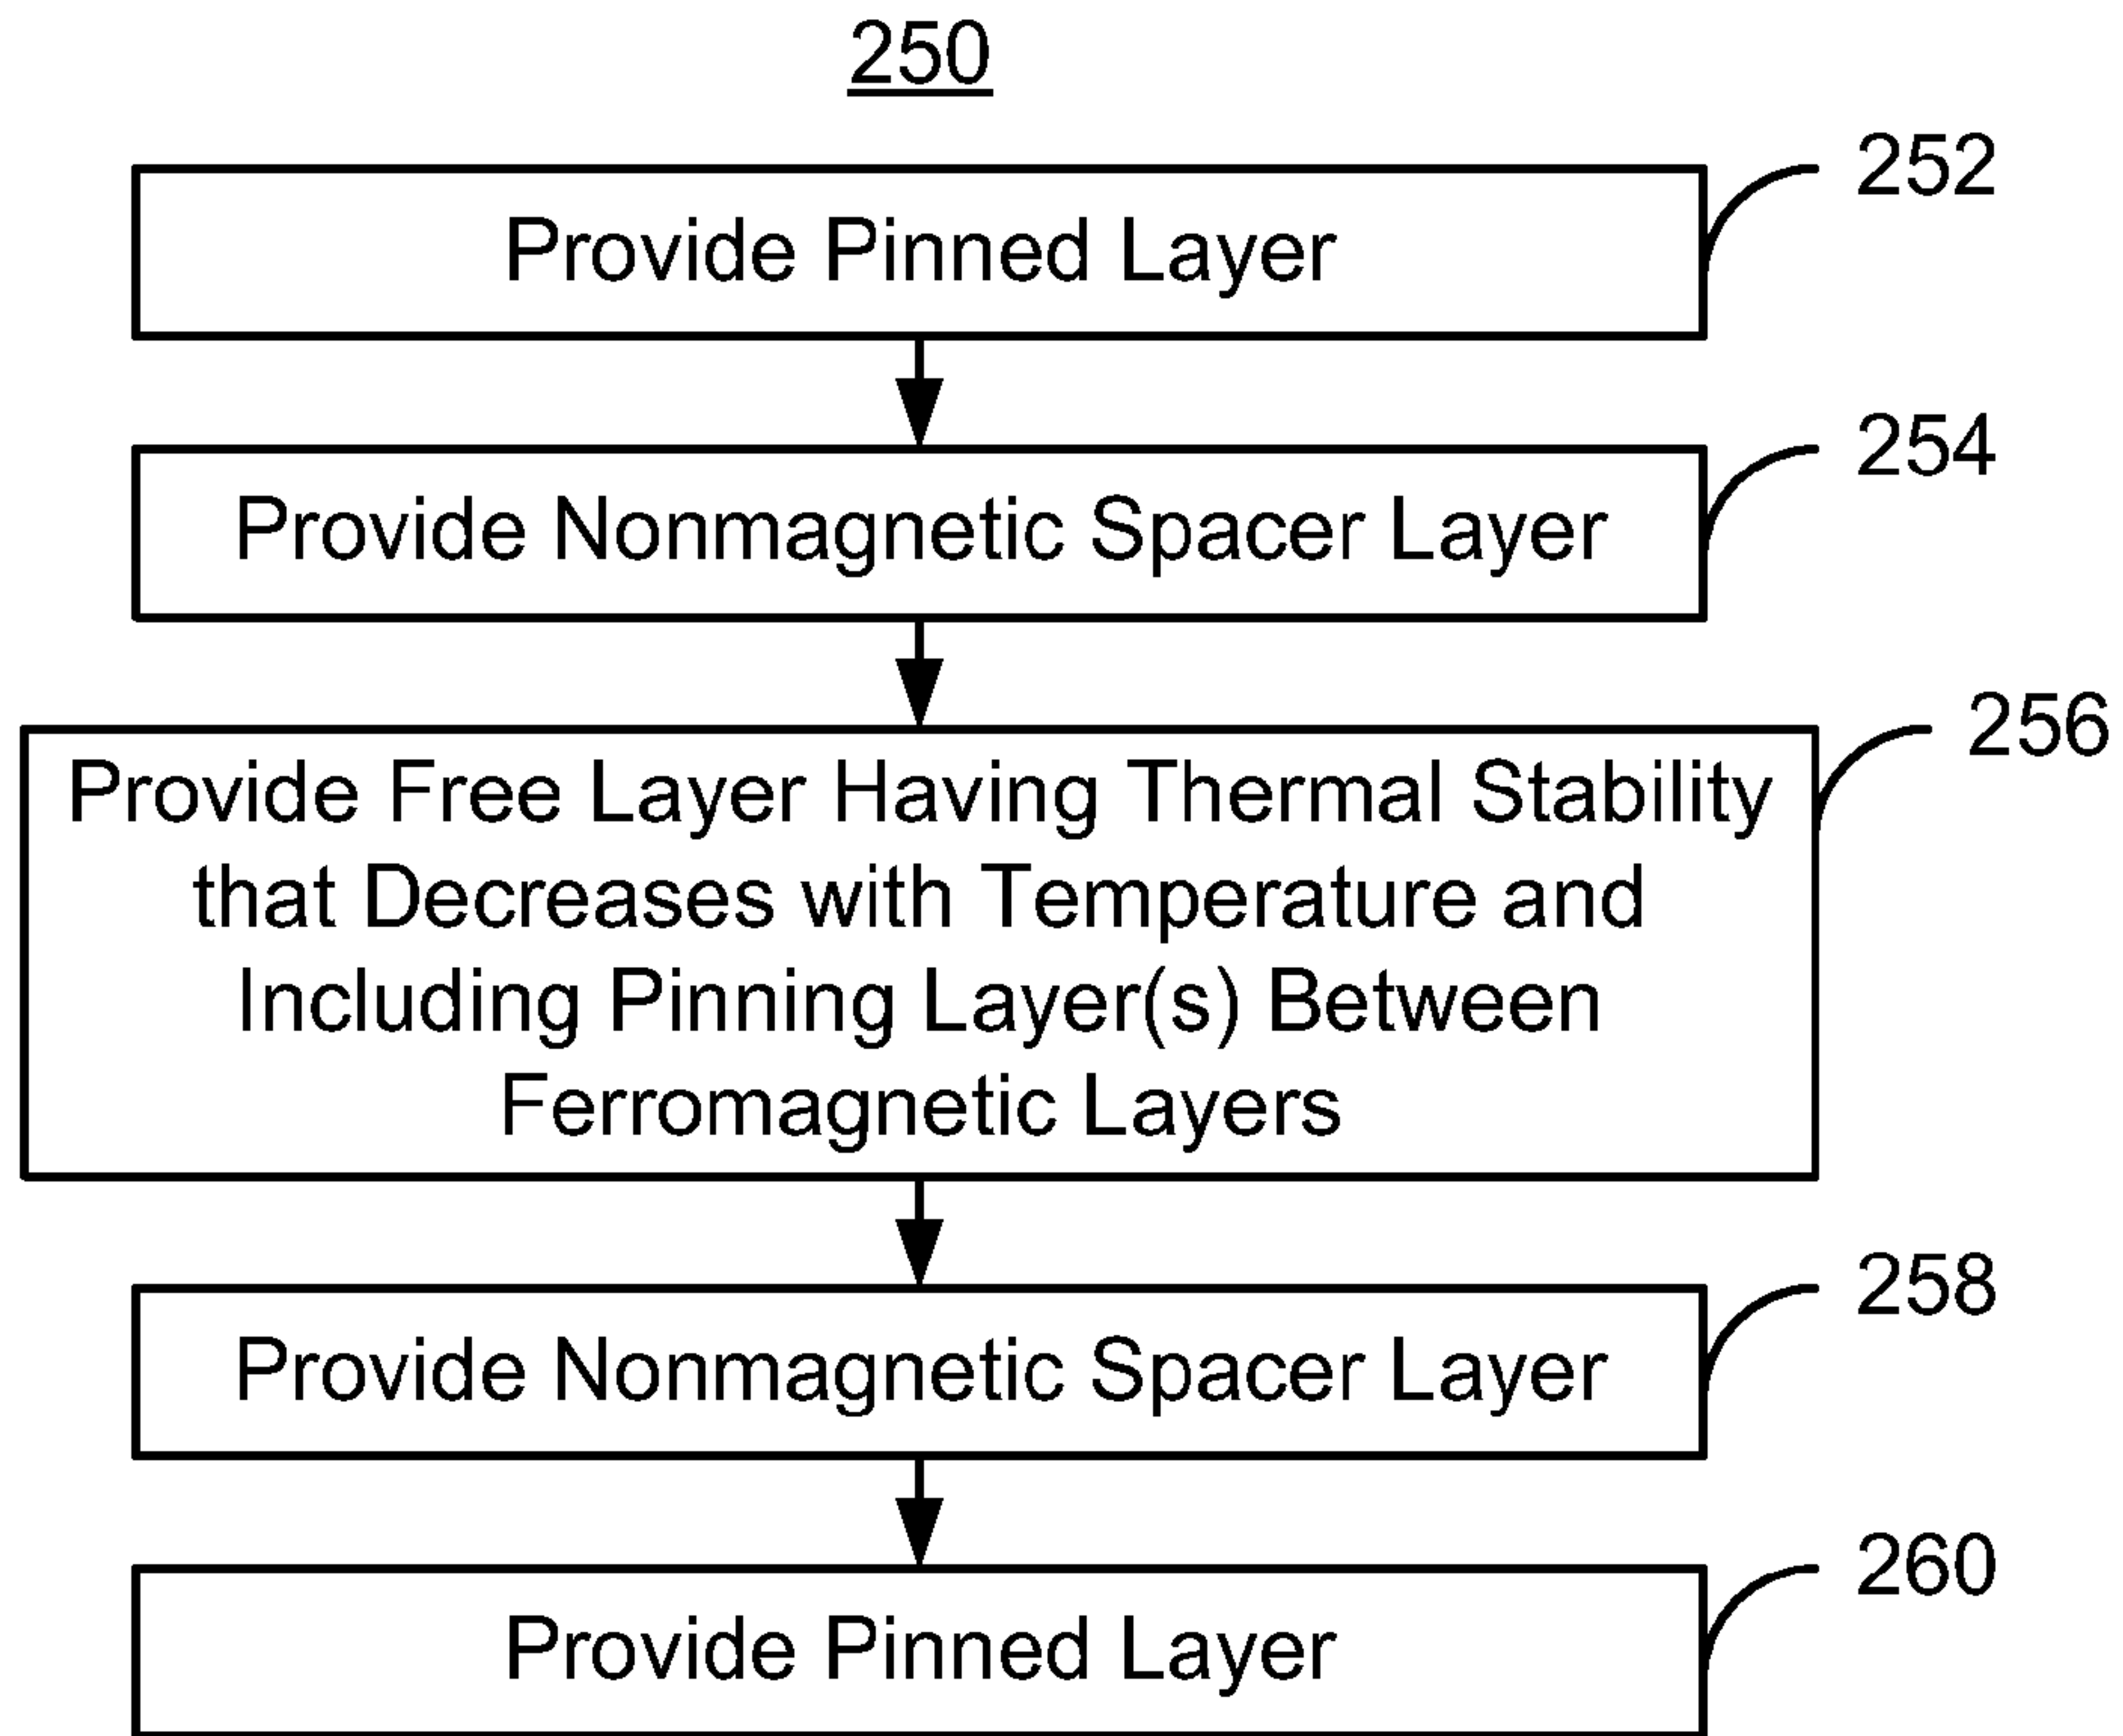 250
Provide Pinned Layer
252
Provide Nonmagnetic Spacer Layer
254
Provide Free Layer Having Thermal Stability
that Decreases with Temperature and
Including Pinning Layer(s) Between
Ferromagnetic Layers
256
Provide Nonmagnetic Spacer Layer
258
Provide Pinned Layer
260